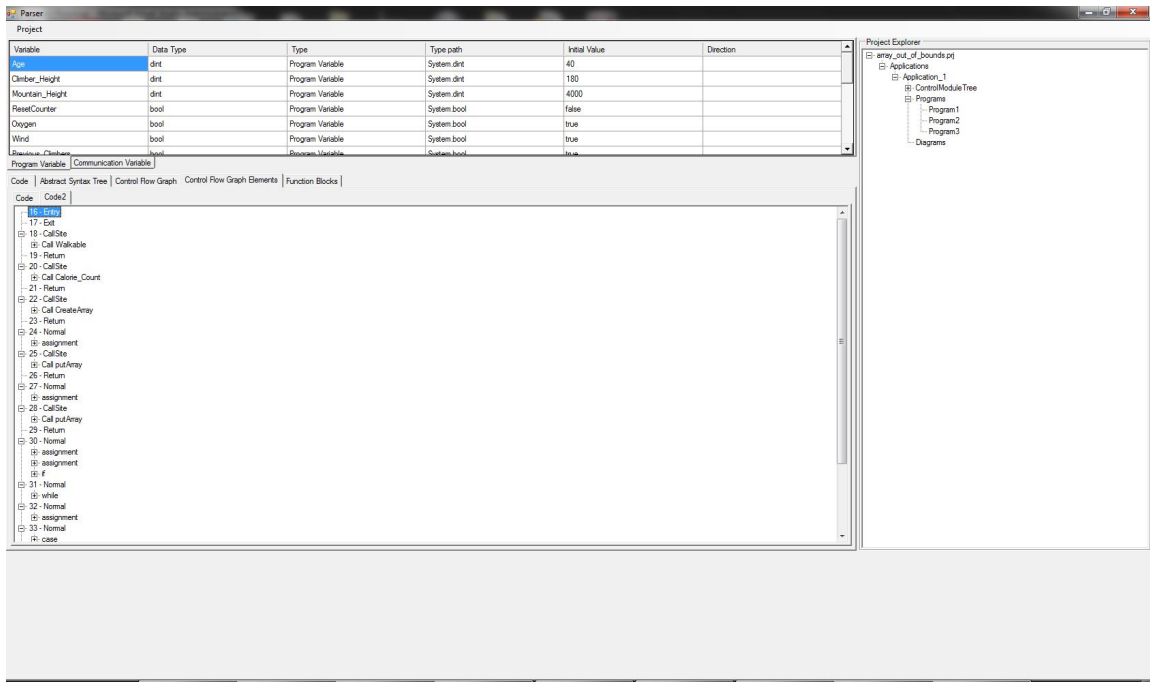 Parser
Project
Variable Data Type Type Type path Initial Value Direction
Age dint Program Variable System.dint 40
Climber_Height dint Program Variable System.dint 180
Mountain_Height dint Program Variable System.dint 4000
ResetCounter bool Program Variable System.bool false
Oxygen bool Program Variable System.bool true
Wind bool Program Variable System.bool true
Previous_Climbers bool Program Variable System.bool true
Program Variable Communication Variable
Code Abstract Syntax Tree Control Flow Graph Control Flow Graph Elements Function Blocks
Code Code2
16 - Entry
17 - Exit
18 - CallSite
Call Walkable
19 - Return
20 - CallSite
Call Calorie_Count
21 - Return
22 - CallSite
Call CreateArray
23 - Return
24 - Normal
assignment
25 - CallSite
Call putArray
26 - Return
27 - Normal
assignment
28 - CallSite
Call putArray
29 - Return
30 - Normal
assignment
assignment
if
31 - Normal
while
32 - Normal
assignment
33 - Normal
case
Project Explorer
array_out_of_bounds.prj
Applications
Application_1
ControlModuleTree
Programs
Program1
Program2
Program3
Diagrams